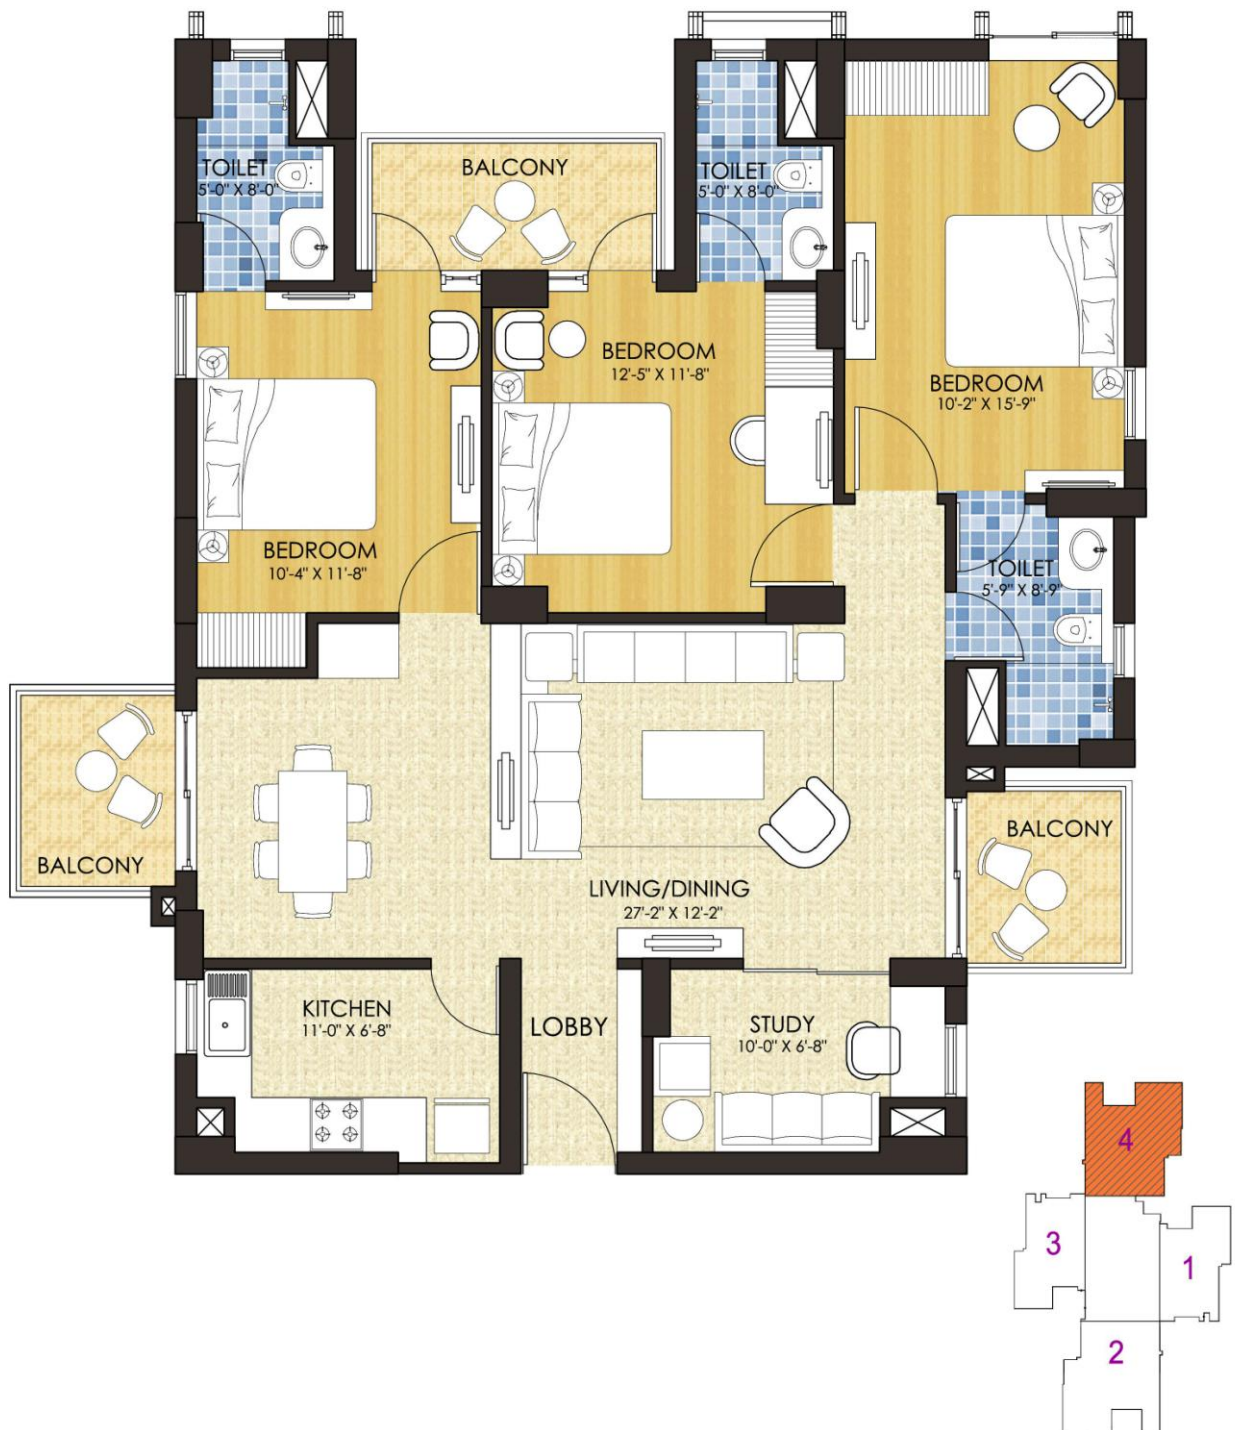 BALCONY
TOILET
5'-0" X 8'-0"
TOILET
5'-0" X 8'-0"
BEDROOM
12'-5" X 11'-8"
BEDROOM
10'-2" X 15'-9"
BEDROOM
10'-4" X 11'-8"
TOILET
5'-9" X 8'-9"
BALCONY
BALCONY
LIVING/DINING
27'-2" X 12'-2"
KITCHEN
11'-0" X 6'-8"
LOBBY
STUDY
10'-0" X 6'-8"
4
3
1
2